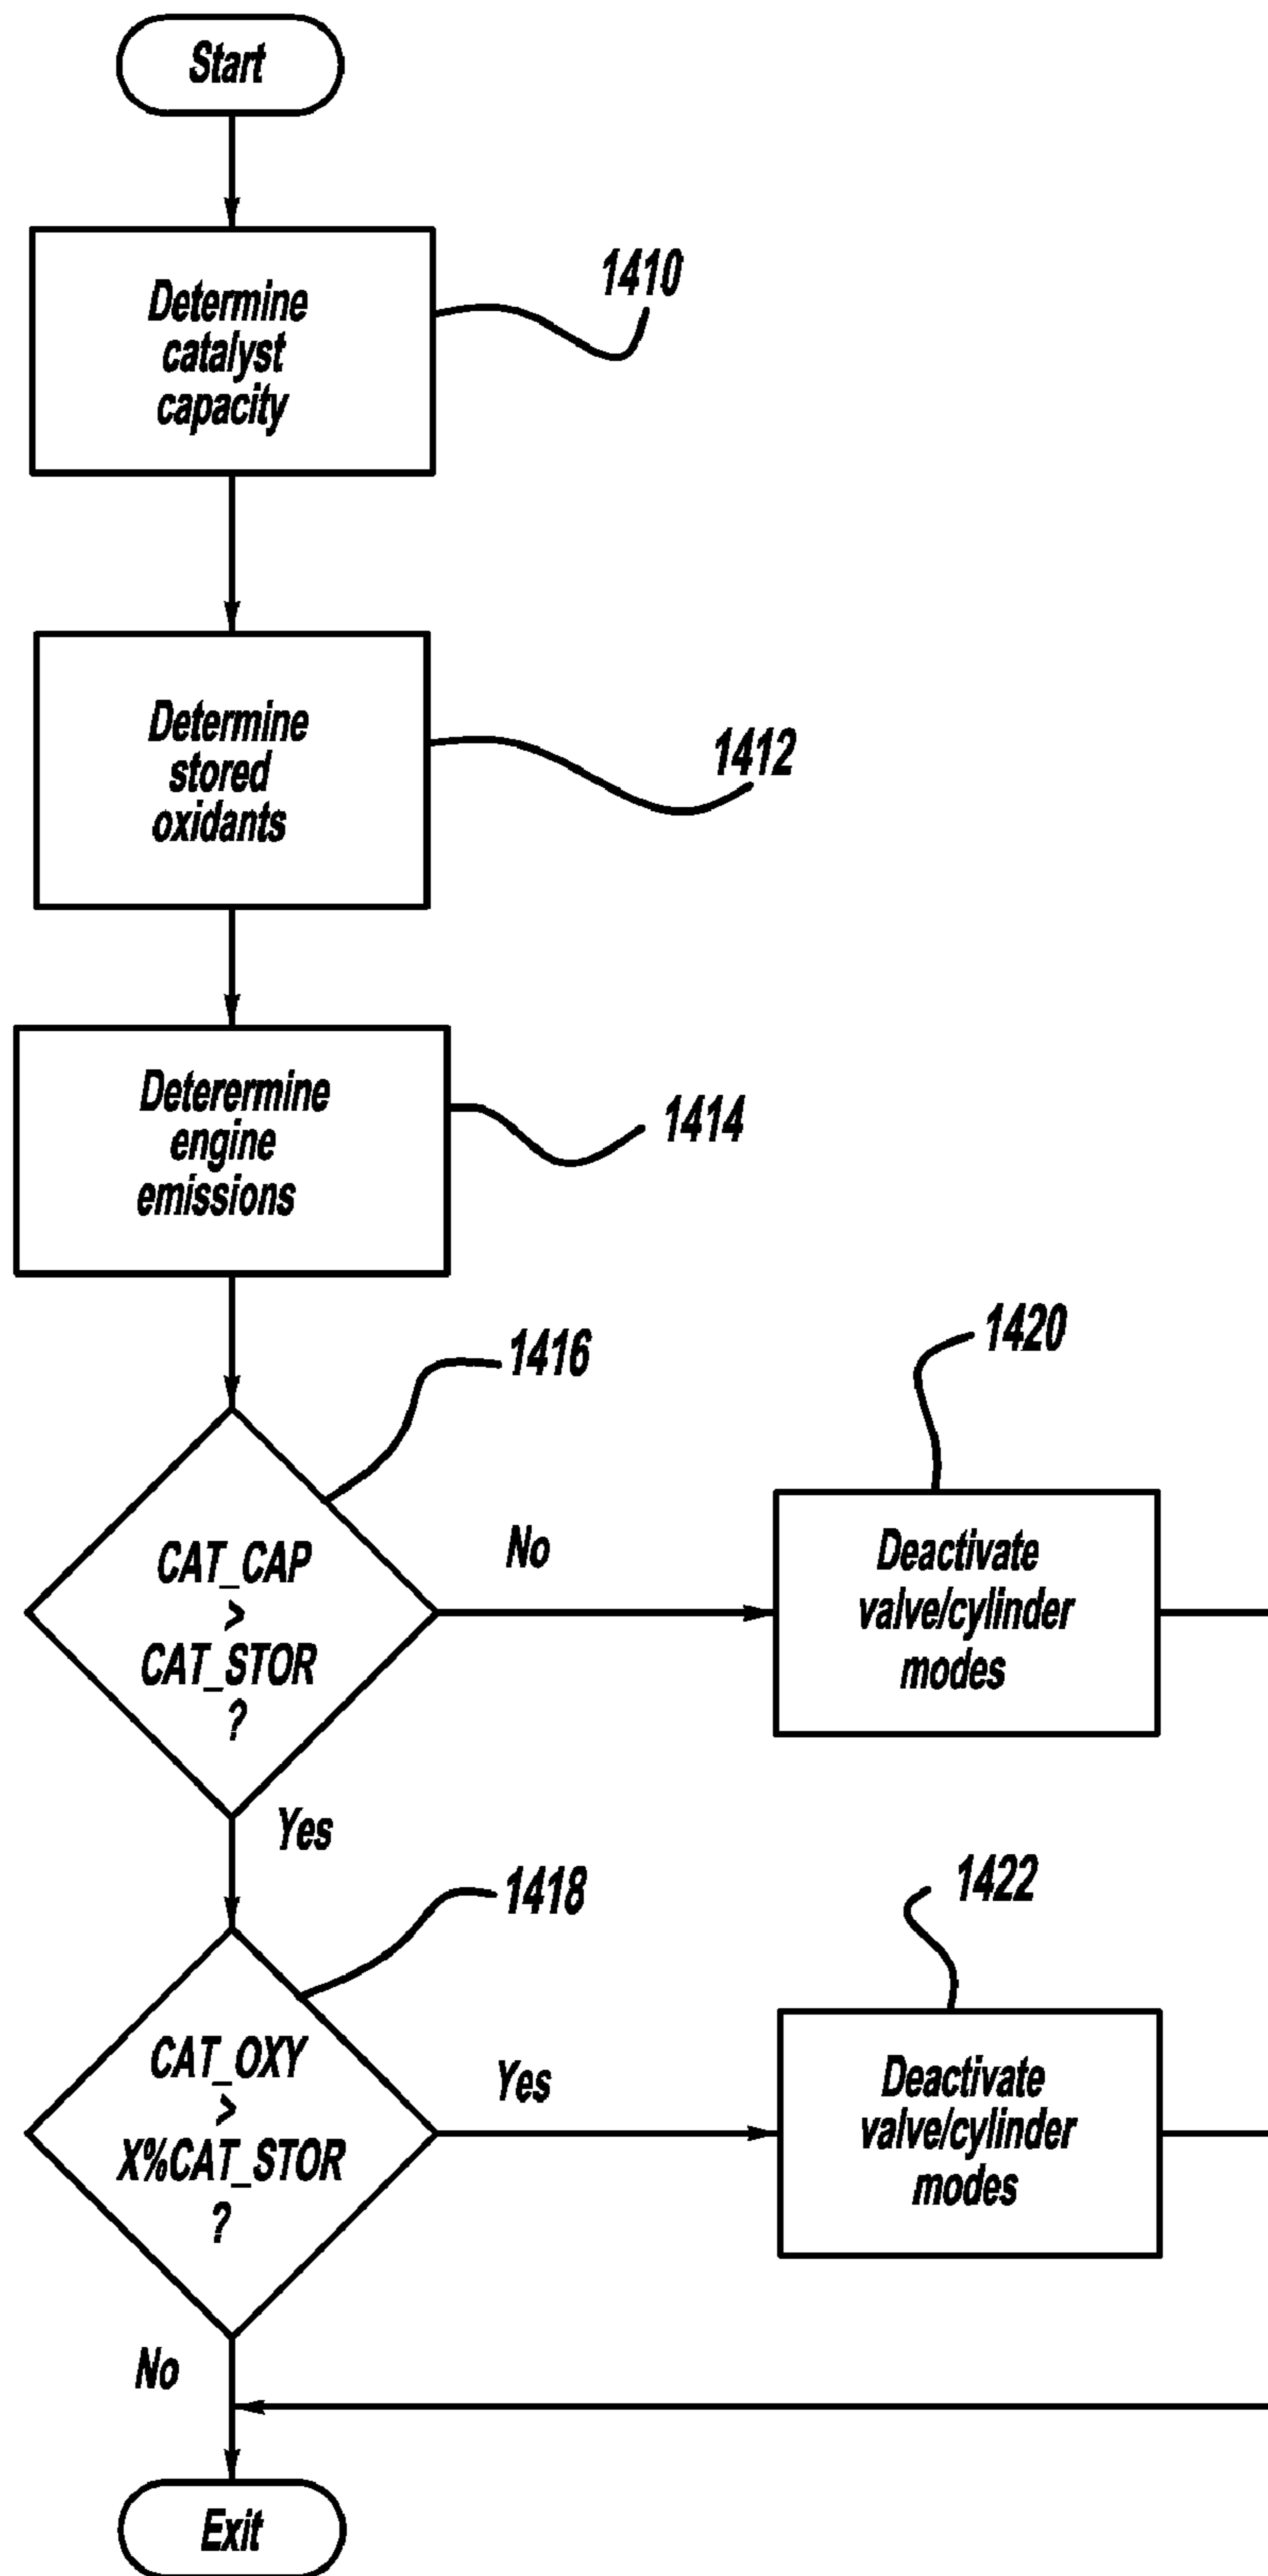 Start
1410
Determine
catalyst
capacity
1412
Determine
stored
oxidants
Deterermine
engine
emissions
1414
1416
1420
CAT_CAP
>
CAT_STOR
?
No
Deactivate
valve/cylinder
modes
Yes
1418
1422
CAT_OXY
>
X%CAT_STOR
?
Yes
Deactivate
valve/cylinder
modes
No
Exit